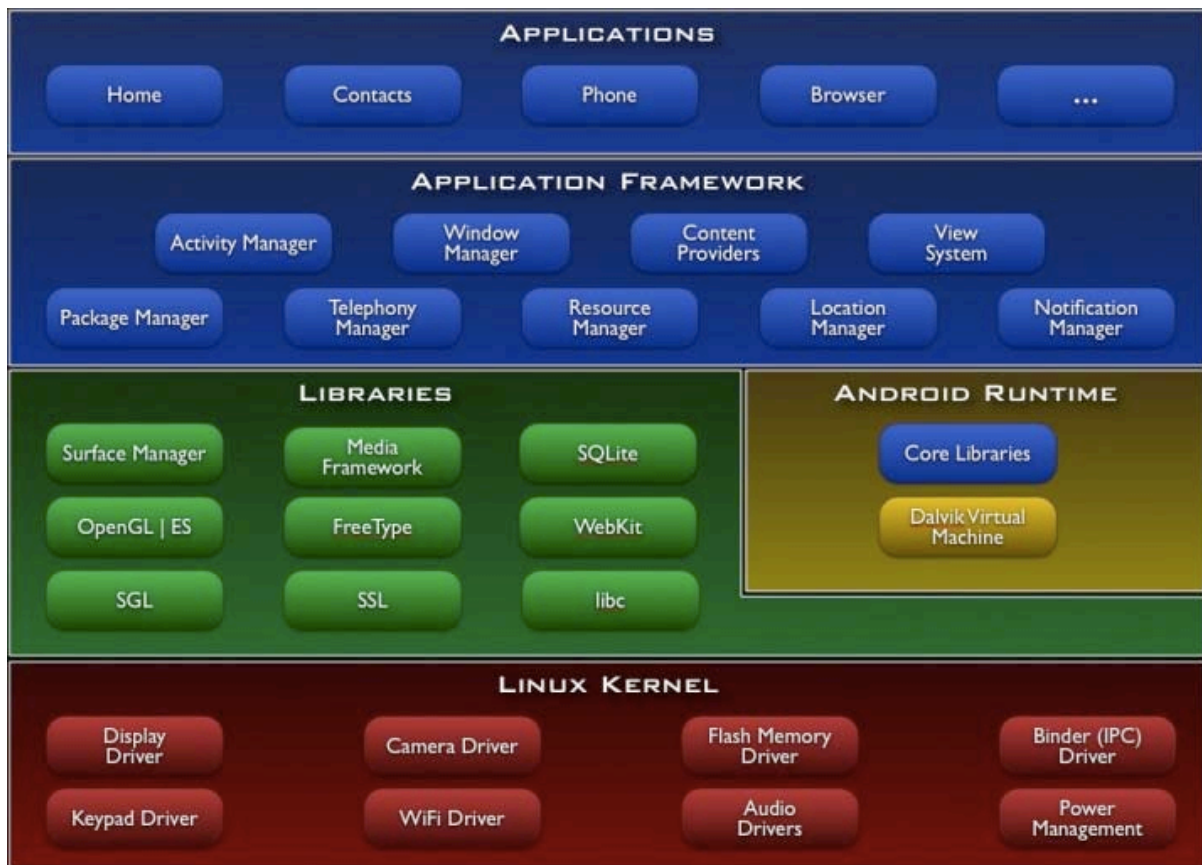 APPLICATIONS
Home
Contacts
Phone
Browser
...
APPLICATION FRAMEWORK
Activity Manager
Window
Manager
Content
Providers
View
System
Package Manager
Telephony
Manager
Resource
Manager
Location
Manager
Notification
Manager
LIBRARIES
Surface Manager
Media
Framework
SQLite
OpenGL | ES
FreeType
WebKit
SGL
SSL
libc
ANDROID RUNTIME
Core Libraries
Dalvik Virtual
Machine
LINUX KERNEL
Display
Driver
Camera Driver
Flash Memory
Driver
Binder (IPC)
Driver
Keypad Driver
WiFi Driver
Audio
Drivers
Power
Management